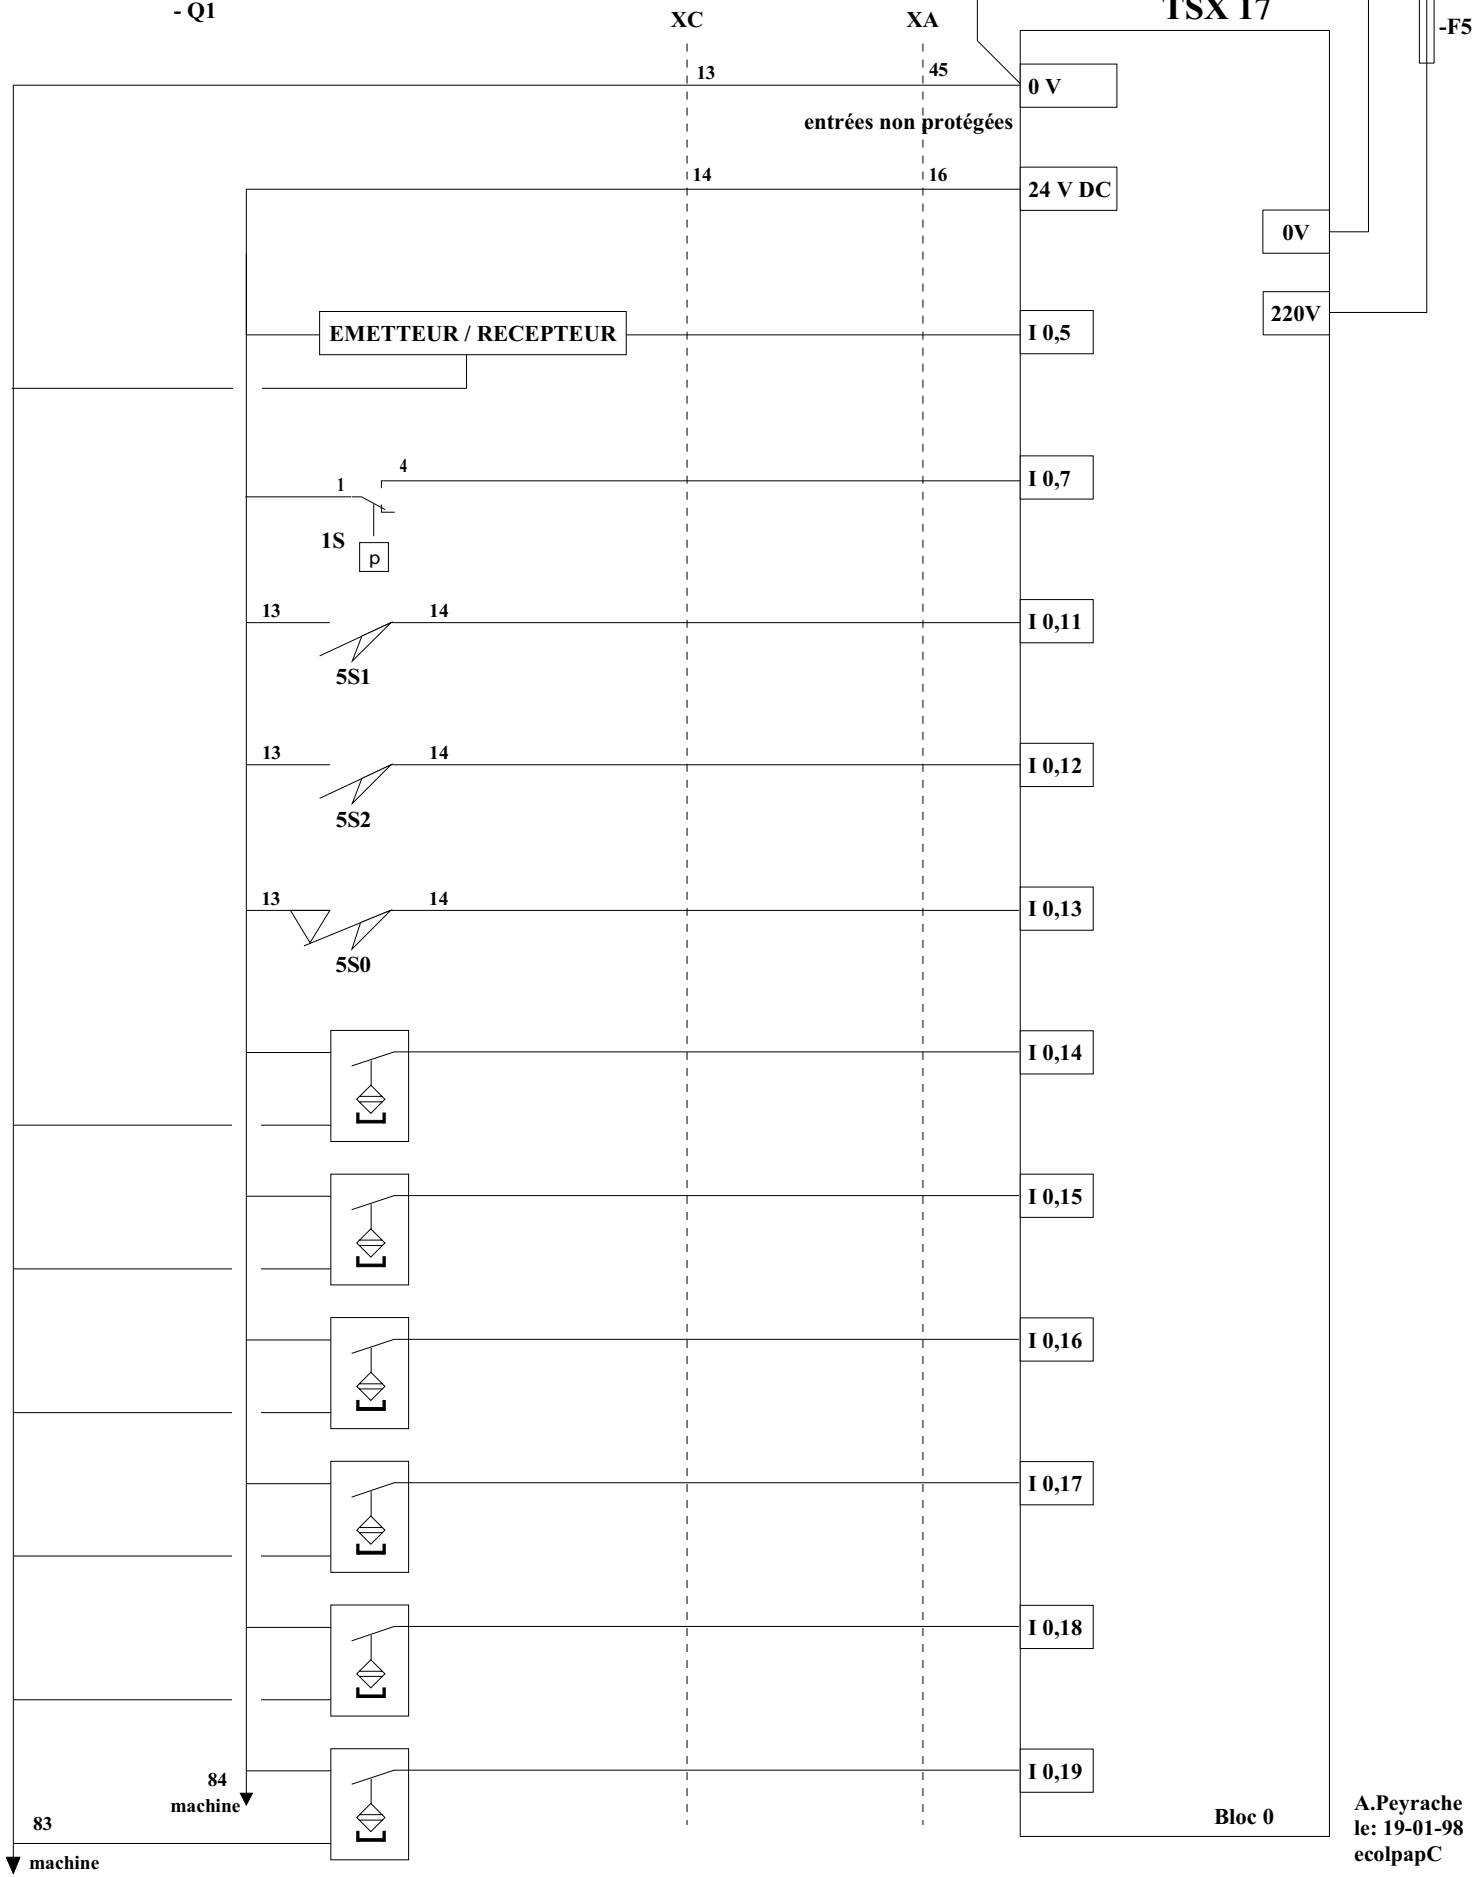 - Q1
XC
XA
TSX 17
-F5
13
45
0 V
entrées non protégées
14
16
24 V DC
0V
220V
EMETTEUR / RECEPTEUR
I 0,5
1
4
I 0,7
1S
p
13
14
I 0,11
5S1
13
14
I 0,12
5S2
13
14
I 0,13
5S0
I 0,14
I 0,15
I 0,16
I 0,17
I 0,18
I 0,19
84
machine
83
machine
Bloc 0
A.Peyrache
le: 19-01-98
ecolpapC